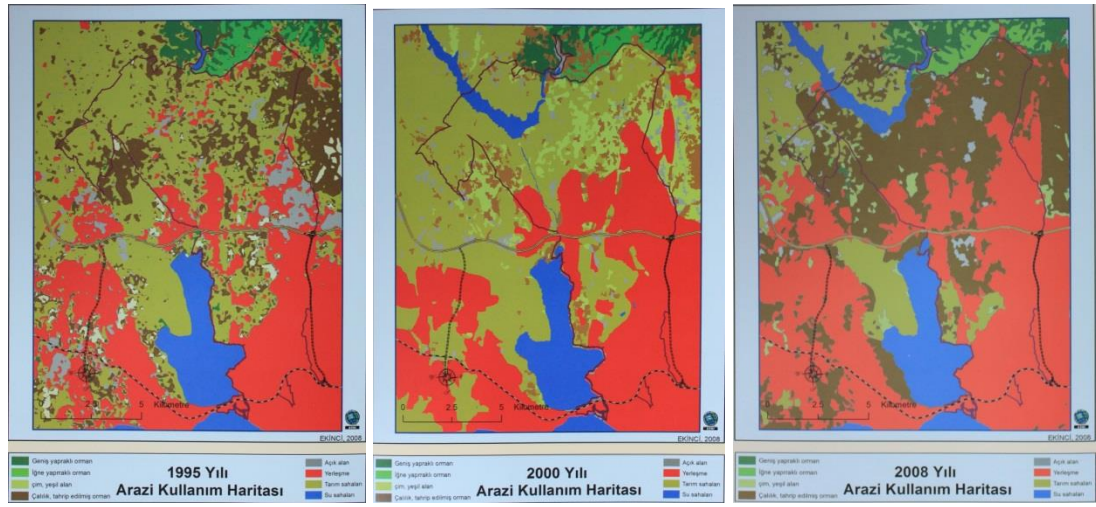 0 2.5 5 Kilometre
EKİNCİ, 2008
Geniş yapraklı orman
İğne yapraklı orman
çim, yeşil alan
Çalılık, tahrip edilmiş orman
1995 Yılı
Arazi Kullanım Haritası
Açık alan
Yerleşme
Tarım sahaları
Su sahaları
0 2.5 5 Kilometre
EKİNCİ, 2008
Geniş yapraklı orman
İğne yapraklı orman
çim, yeşil alan
Çalılık, tahrip edilmiş orman
2000 Yılı
Arazi Kullanım Haritası
Açık alan
Yerleşme
Tarım sahaları
Su sahaları
0 2.5 5 Kilometre
EKİNCİ, 2008
Geniş yapraklı orman
İğne yapraklı orman
çim, yeşil alan
Çalılık, tahrip edilmiş orman
2008 Yılı
Arazi Kullanım Haritası
Açık alan
Yerleşme
Tarım sahaları
Su sahaları